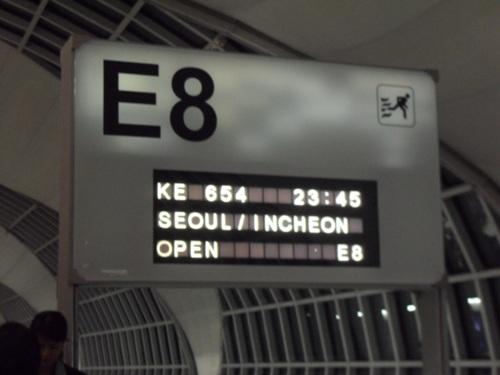 E8
KE 654 23:45
SEOUL/INCHEON
OPEN E8